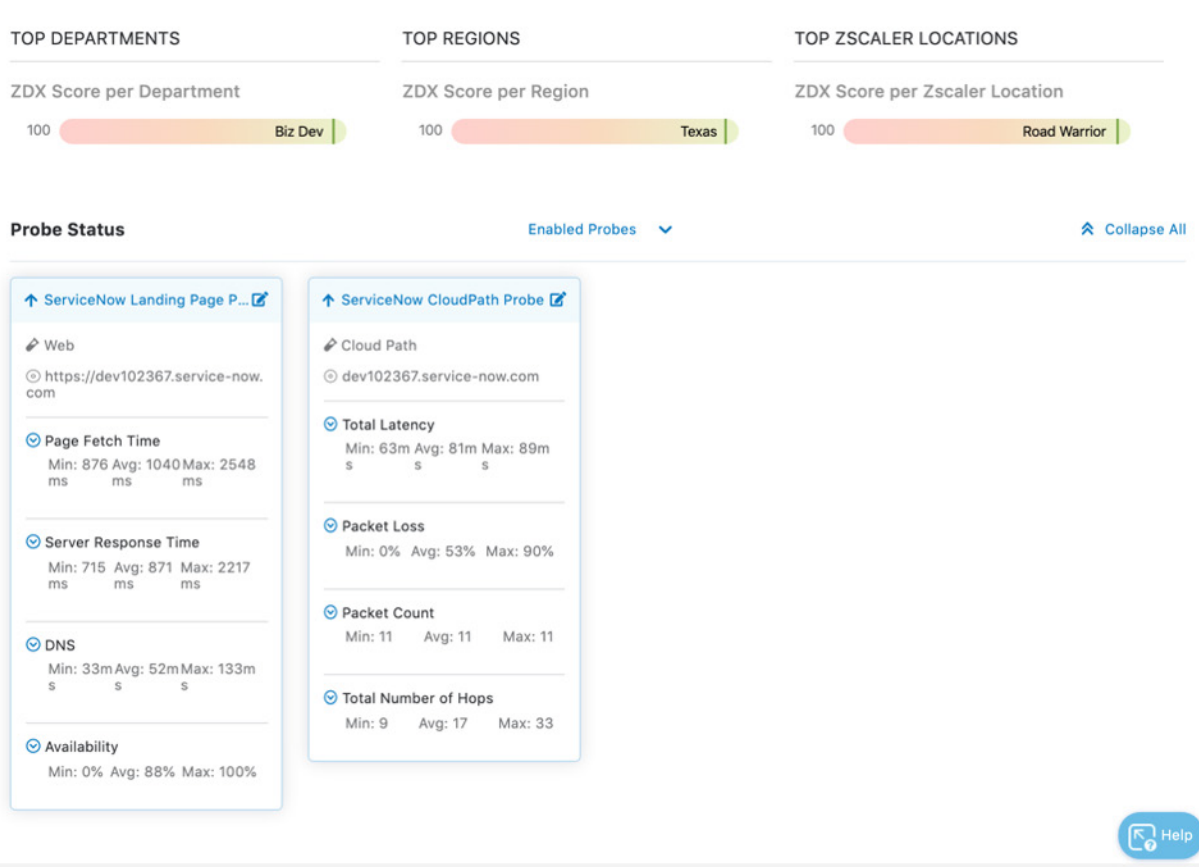 TOP DEPARTMENTS
TOP REGIONS
TOP ZSCALER LOCATIONS
ZDX Score per Department
ZDX Score per Region
ZDX Score per Zscaler Location
100 Biz Dev
100 Texas
100 Road Warrior
Probe Status
Enabled Probes
Collapse All
ServiceNow Landing Page P...
Web
https://dev102367.service-now.
com
Page Fetch Time
Min: 876 Avg: 1040 Max: 2548
ms ms ms
Server Response Time
Min: 715 Avg: 871 Max: 2217
ms ms ms
DNS
Min: 33m Avg: 52m Max: 133m
s s s
Availability
Min: 0% Avg: 88% Max: 100%
ServiceNow CloudPath Probe
Cloud Path
dev102367.service-now.com
Total Latency
Min: 63m Avg: 81m Max: 89m
s s s
Packet Loss
Min: 0% Avg: 53% Max: 90%
Packet Count
Min: 11 Avg: 11 Max: 11
Total Number of Hops
Min: 9 Avg: 17 Max: 33
Help